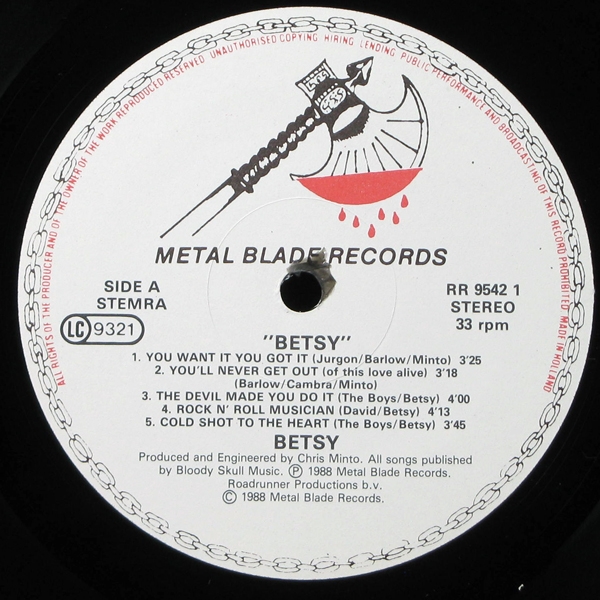 ALL RIGHTS OF THE PRODUCER AND OF THE OWNER OF THE WORK REPRODUCED RESERVED UNAUTHORISED COPYING HIRING LENDING PUBLIC PERFORMANCE AND BROADCASTING OF THIS RECORD PROHIBITED MADE IN HOLLAND
METAL BLADE RECORDS
SIDE A
STEMRA
LC 9321
RR 9542 1
STEREO
33 rpm
"BETSY"
1. YOU WANT IT YOU GOT IT (Jurgon/Barlow/Minto) 3'25
2. YOU'LL NEVER GET OUT (of this love alive) 3'18
(Barlow/Cambra/Minto)
3. THE DEVIL MADE YOU DO IT (The Boys/Betsy) 4'00
4. ROCK N' ROLL MUSICIAN (David/Betsy) 4'13
5. COLD SHOT TO THE HEART (The Boys/Betsy) 3'45
BETSY
Produced and Engineered by Chris Minto. All songs published
by Bloody Skull Music. Ⓟ 1988 Metal Blade Records.
Roadrunner Productions b.v.
© 1988 Metal Blade Records.